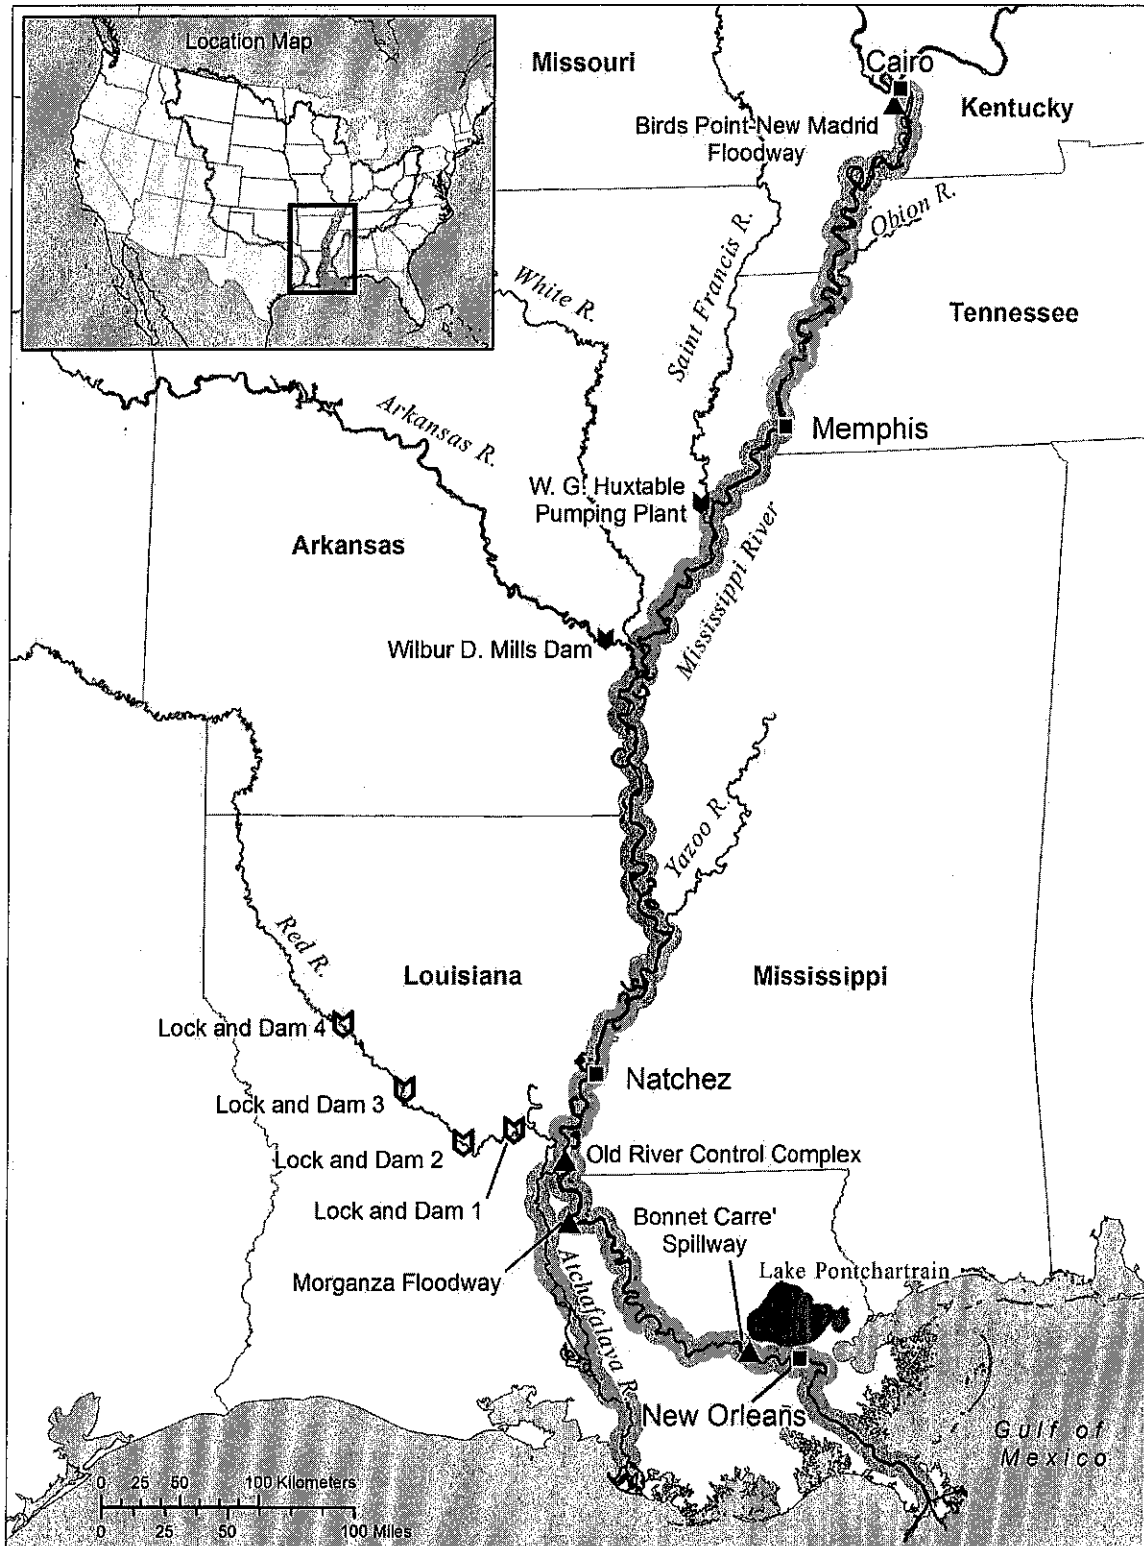 Location Map
Missouri
Cairo
Kentucky
Birds Point-New Madrid
Floodway
Obion R.
Saint Francis R.
White R.
Tennessee
Arkansas R.
Memphis
W. G. Huxtable
Pumping Plant
Arkansas
Mississippi River
Wilbur D. Mills Dam
Yazoo R.
Red R.
Louisiana
Mississippi
Lock and Dam 4
Natchez
Lock and Dam 3
Lock and Dam 2
Old River Control Complex
Lock and Dam 1
Bonnet Carre'
Spillway
Morganza Floodway
Lake Pontchartrain
Atchafalaya R.
New Orleans
Gulf of
Mexico
0 25 50 100 Kilometers
0 25 50 100 Miles